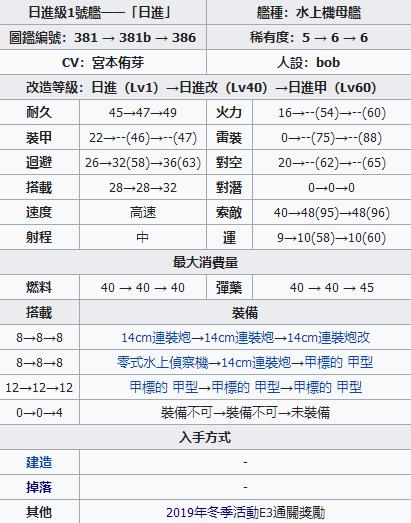 日進級1號艦——「日進」 艦種：水上機母艦
圖鑑編號：381 → 381b → 386 稀有度：5 → 6 → 6
CV：宮本侑芽 人設：bob
改造等級：日進（Lv1）→日進改（Lv40）→日進甲（Lv60）
耐久 45→47→49 火力 16→--(54)→--(60)
裝甲 22→--(46)→--(47) 雷裝 0→--(75)→--(88)
迴避 26→32(58)→36(63) 對空 20→--(62)→--(65)
搭載 28→28→32 對潛 0→0→0
速度 高速 索敵 40→48(95)→48(96)
射程 中 運 9→10(58)→10(60)
最大消費量
燃料 40 → 40 → 40 彈藥 40 → 40 → 45
搭載 裝備
8→8→8 14cm連裝炮→14cm連裝炮→14cm連裝炮改
8→8→8 零式水上偵察機→14cm連裝炮→甲標的 甲型
12→12→12 甲標的 甲型→甲標的 甲型→甲標的 甲型
0→0→4 裝備不可→裝備不可→未裝備
入手方式
建造 -
掉落 -
其他 2019年冬季活動E3通關獎勵